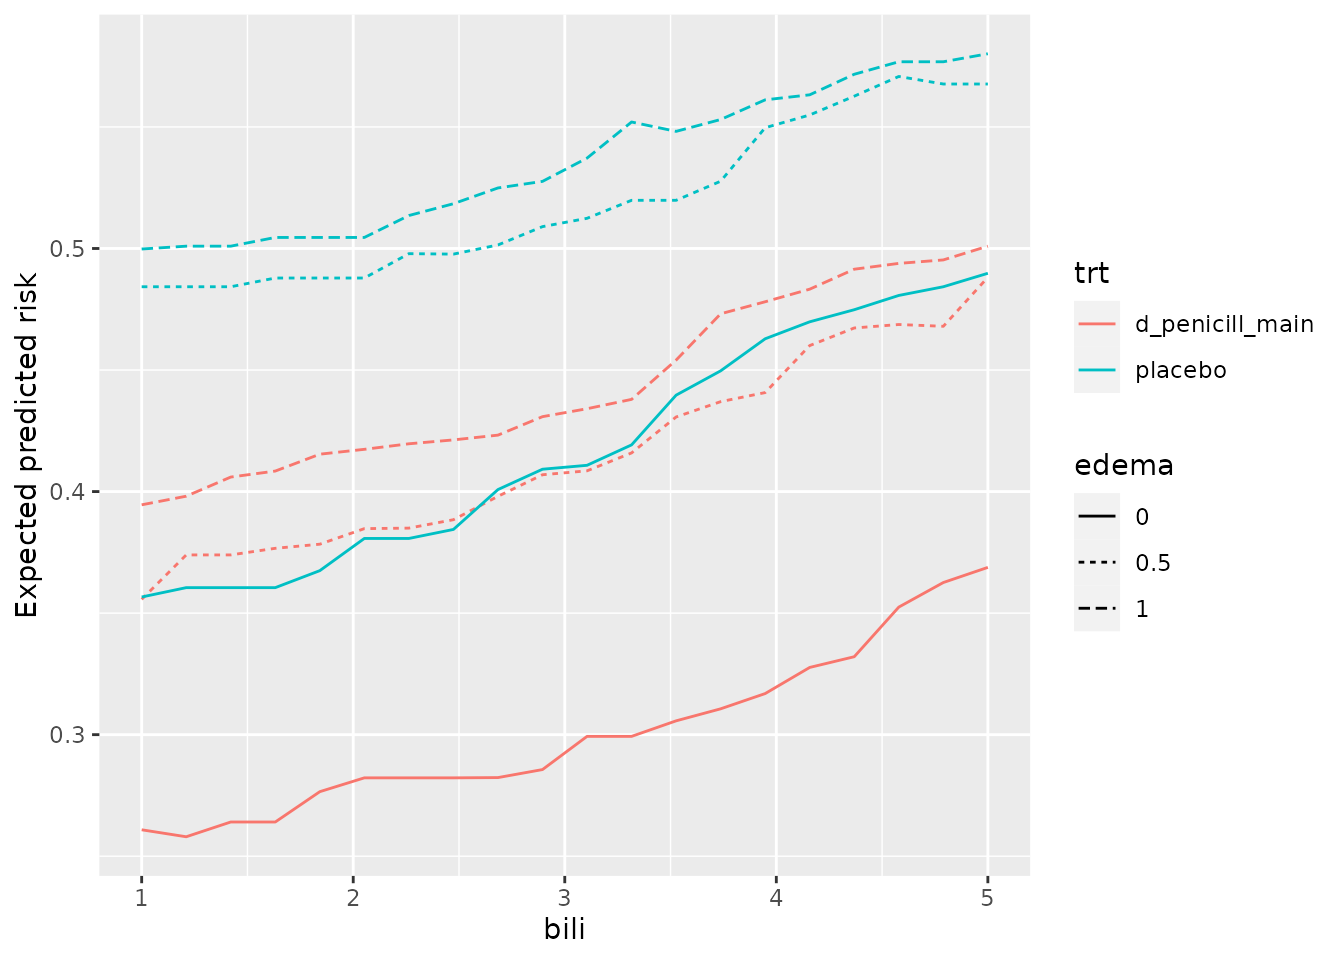 Expected predicted risk
0.5
0.4
0.3
1 2 3 4 5
bili
trt
d_penicill_main
placebo
edema
0
0.5
1